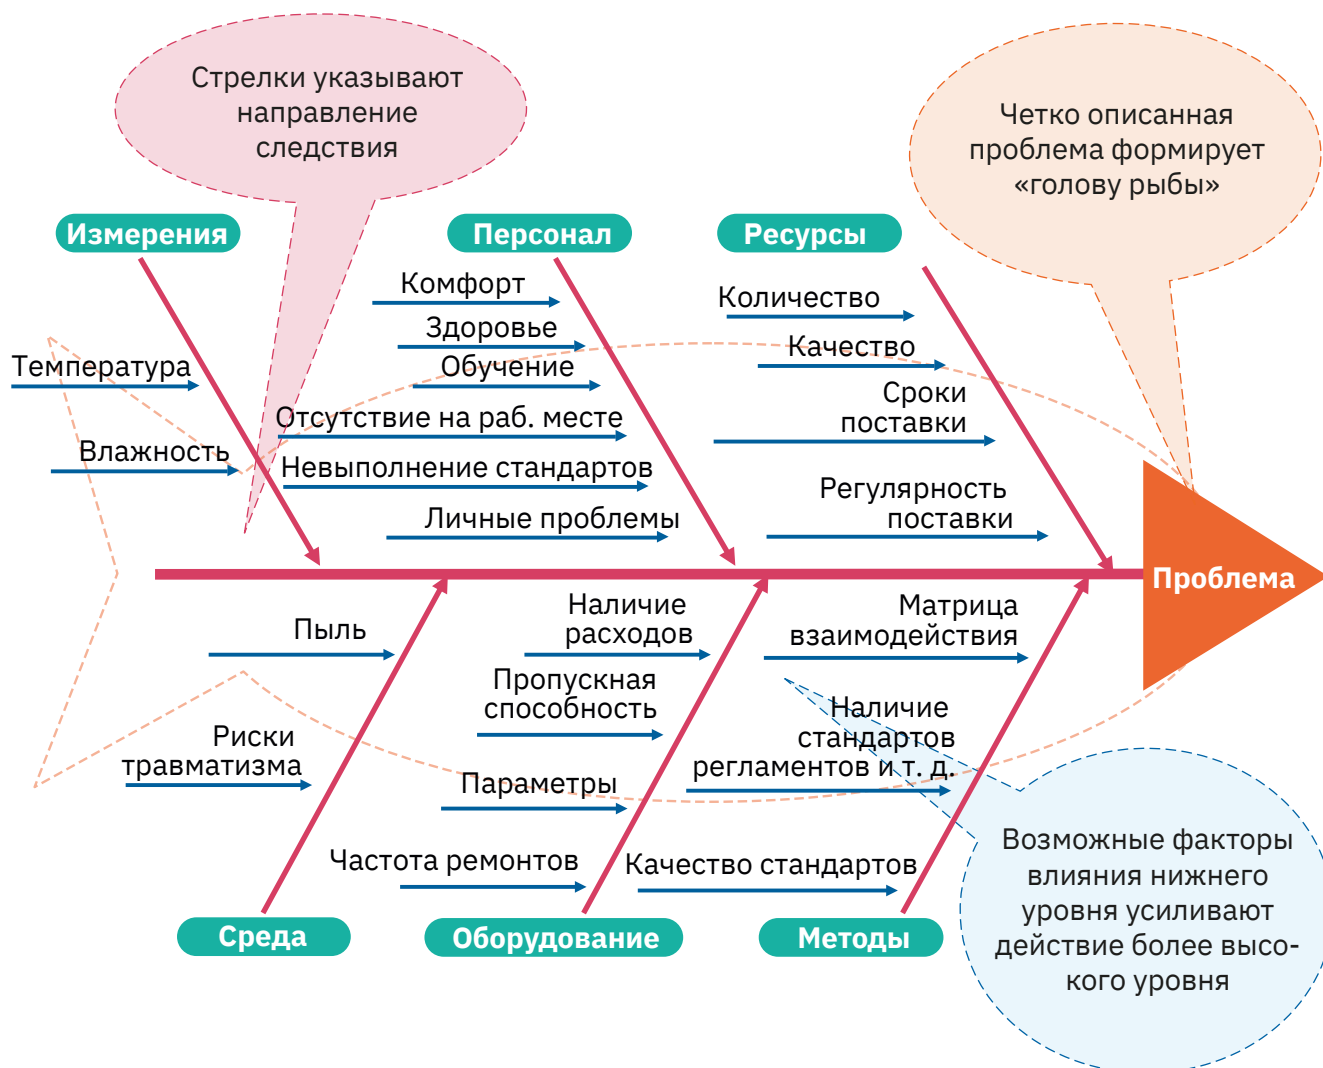 Стрелки указывают
направление
следствия
Четко описанная
проблема формирует
«голову рыбы»
Измерения
Персонал
Ресурсы
Температура
Влажность
Комфорт
Здоровье
Обучение
Отсутствие на раб. месте
Невыполнение стандартов
Личные проблемы
Количество
Качество
Сроки
поставки
Регулярность
поставки
Проблема
Пыль
Риски
травматизма
Наличие
расходов
Пропускная
способность
Параметры
Частота ремонтов
Матрица
взаимодействия
Наличие
стандартов
регламентов и т. д.
Качество стандартов
Среда
Оборудование
Методы
Возможные факторы
влияния нижнего
уровня усиливают
действие более высо-
кого уровня